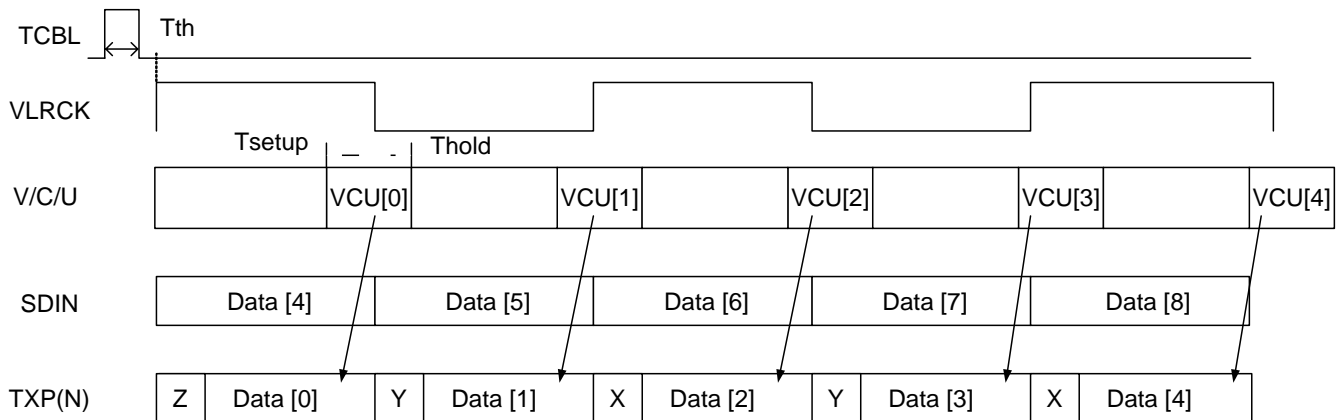 TCBL Tth
VLRCK
Tsetup Thold
V/C/U VCU[0] VCU[1] VCU[2] VCU[3] VCU[4]
SDIN Data [4] Data [5] Data [6] Data [7] Data [8]
TXP(N) Z Data [0] Y Data [1] X Data [2] Y Data [3] X Data [4]